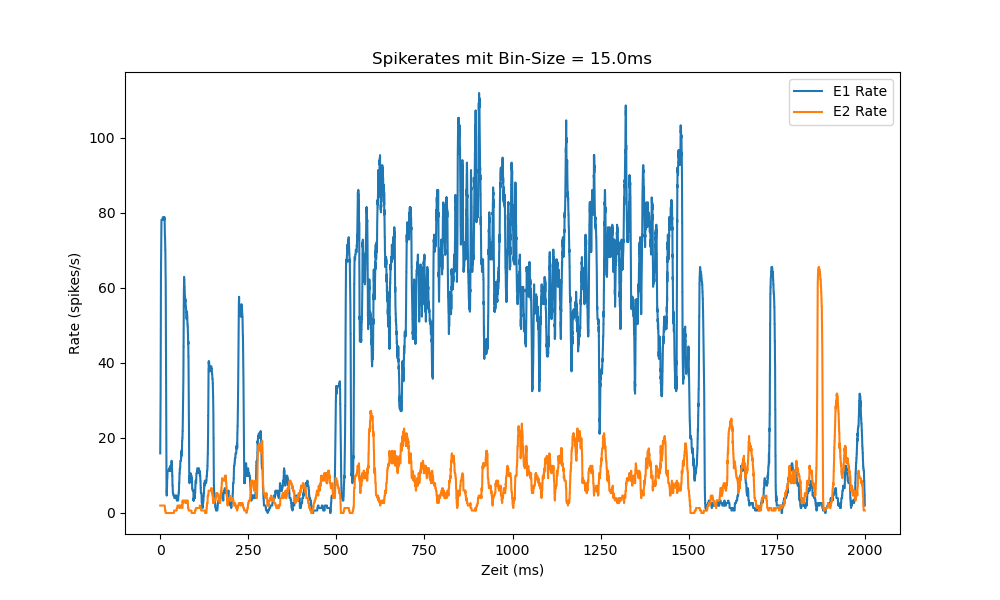 Spikerates mit Bin-Size = 15.0ms
E1 Rate
E2 Rate
100
80
60
40
20
0
Rate (spikes/s)
0 250 500 750 1000 1250 1500 1750 2000
Zeit (ms)